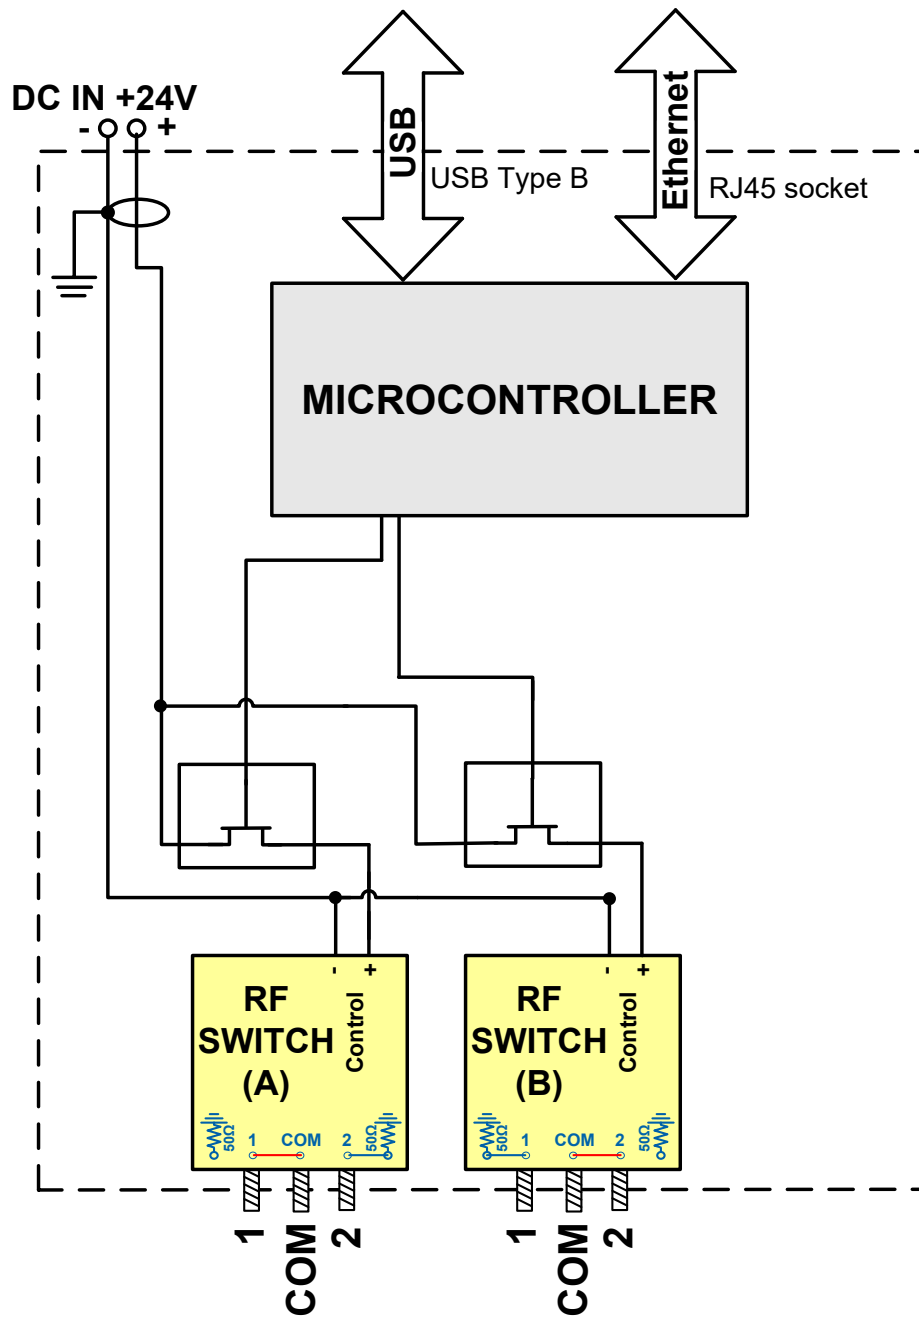 DC IN +24V
- +
USB
USB Type B
Ethernet
RJ45 socket
MICROCONTROLLER
- +
RF
SWITCH
(A)
Control
50Ω
1 COM 2
50Ω
- +
RF
SWITCH
(B)
Control
50Ω
1 COM 2
50Ω
1
COM
2
1
COM
2